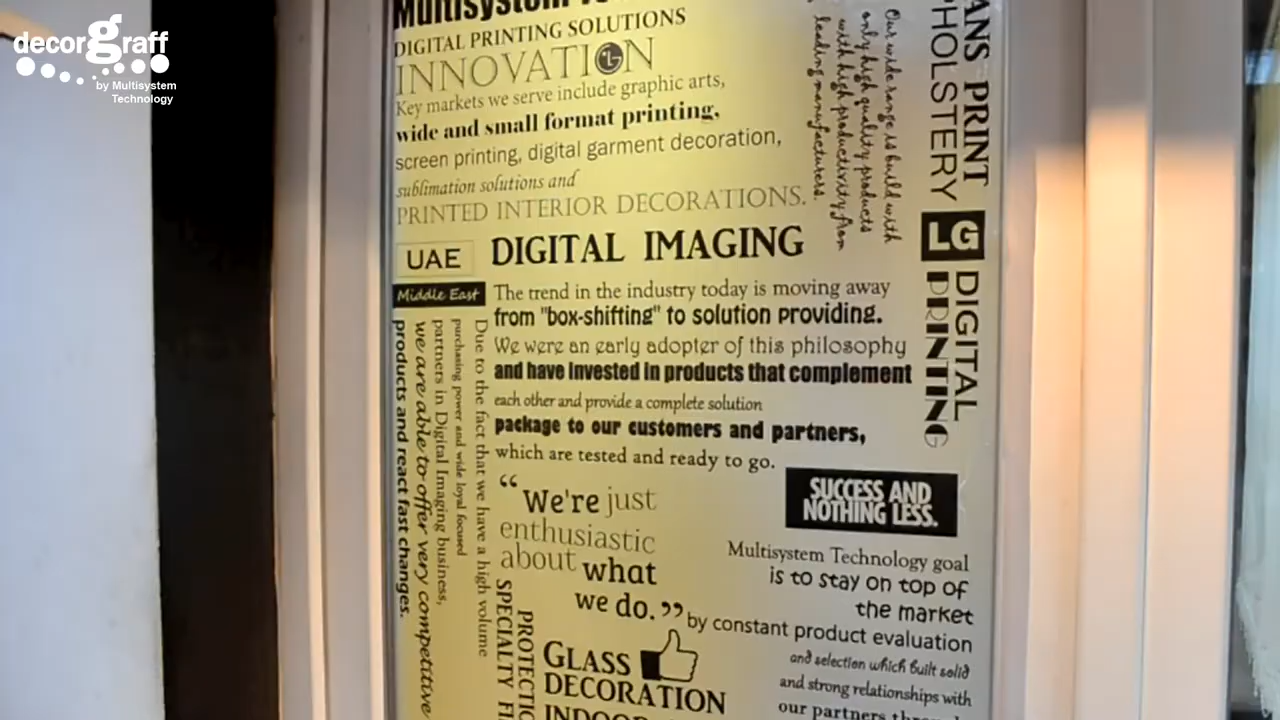 decorGraff
by Multisystem
Technology
Multisystem
DIGITAL PRINTING SOLUTIONS
INNOVATION
Key markets we serve include graphic arts,
wide and small format printing,
screen printing, digital garment decoration,
sublimation solutions and
PRINTED INTERIOR DECORATIONS.
Our wide range is build with
only high quality products
with high productivity from
leading manufacturers.
ANS PRINT
PHOLSTERY
LG
DIGITAL
PRINTING
UAE
Middle East
DIGITAL IMAGING
The trend in the industry today is moving away
from "box-shifting" to solution providing.
We were an early adopter of this philosophy
and have invested in products that complement
each other and provide a complete solution
package to our customers and partners,
which are tested and ready to go.
Due to the fact that we have a high volume
purchasing power and wide loyal focused
partners in Digital Imaging business,
we are able to offer very competitive
products and react fast changes.
“We're just
enthusiastic
about what
we do.”
SUCCESS AND
NOTHING LESS.
Multisystem Technology goal
is to stay on top of
the market
by constant product evaluation
and selection which built solid
and strong relationships with
our partners
PROTECTI
SPECIALTY
GLASS
DECORATION
INDOO